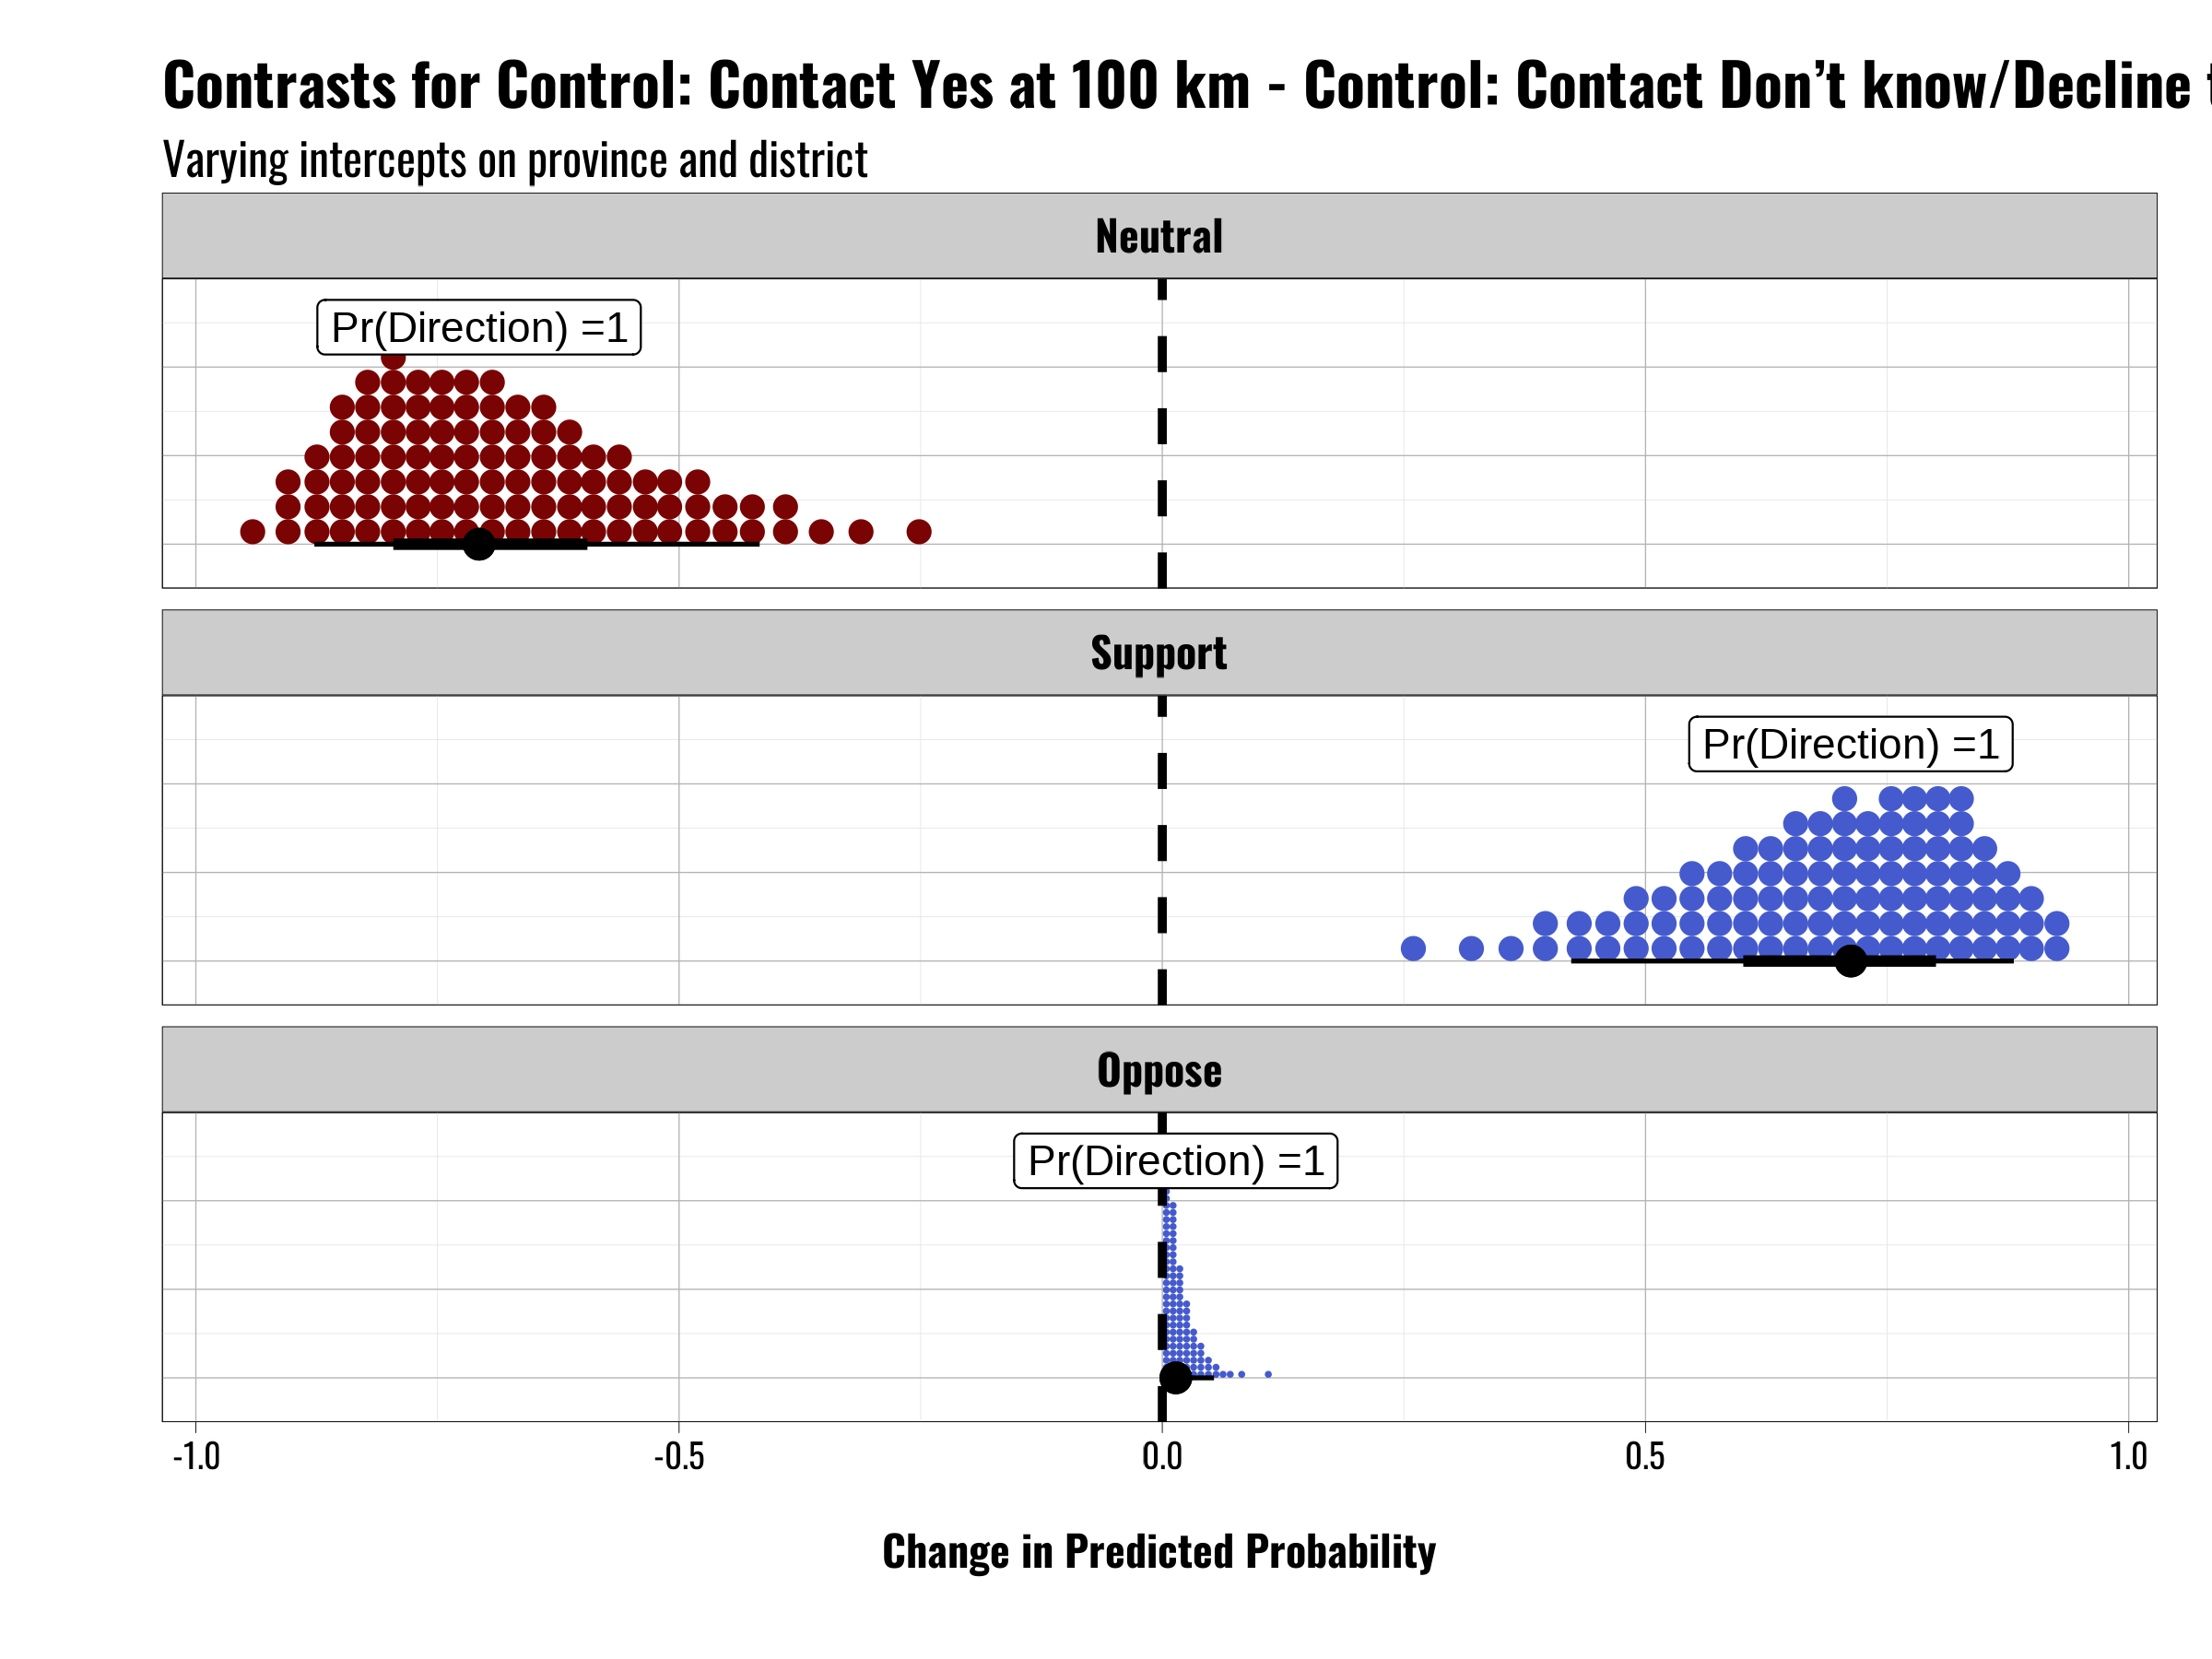 Contrasts for Control: Contact Yes at 100 km - Control: Contact Don’t know/Decline
Varying intercepts on province and district
Neutral
Pr(Direction) =1
Support
Pr(Direction) =1
Oppose
Pr(Direction) =1
-1.0 -0.5 0.0 0.5 1.0
Change in Predicted Probability